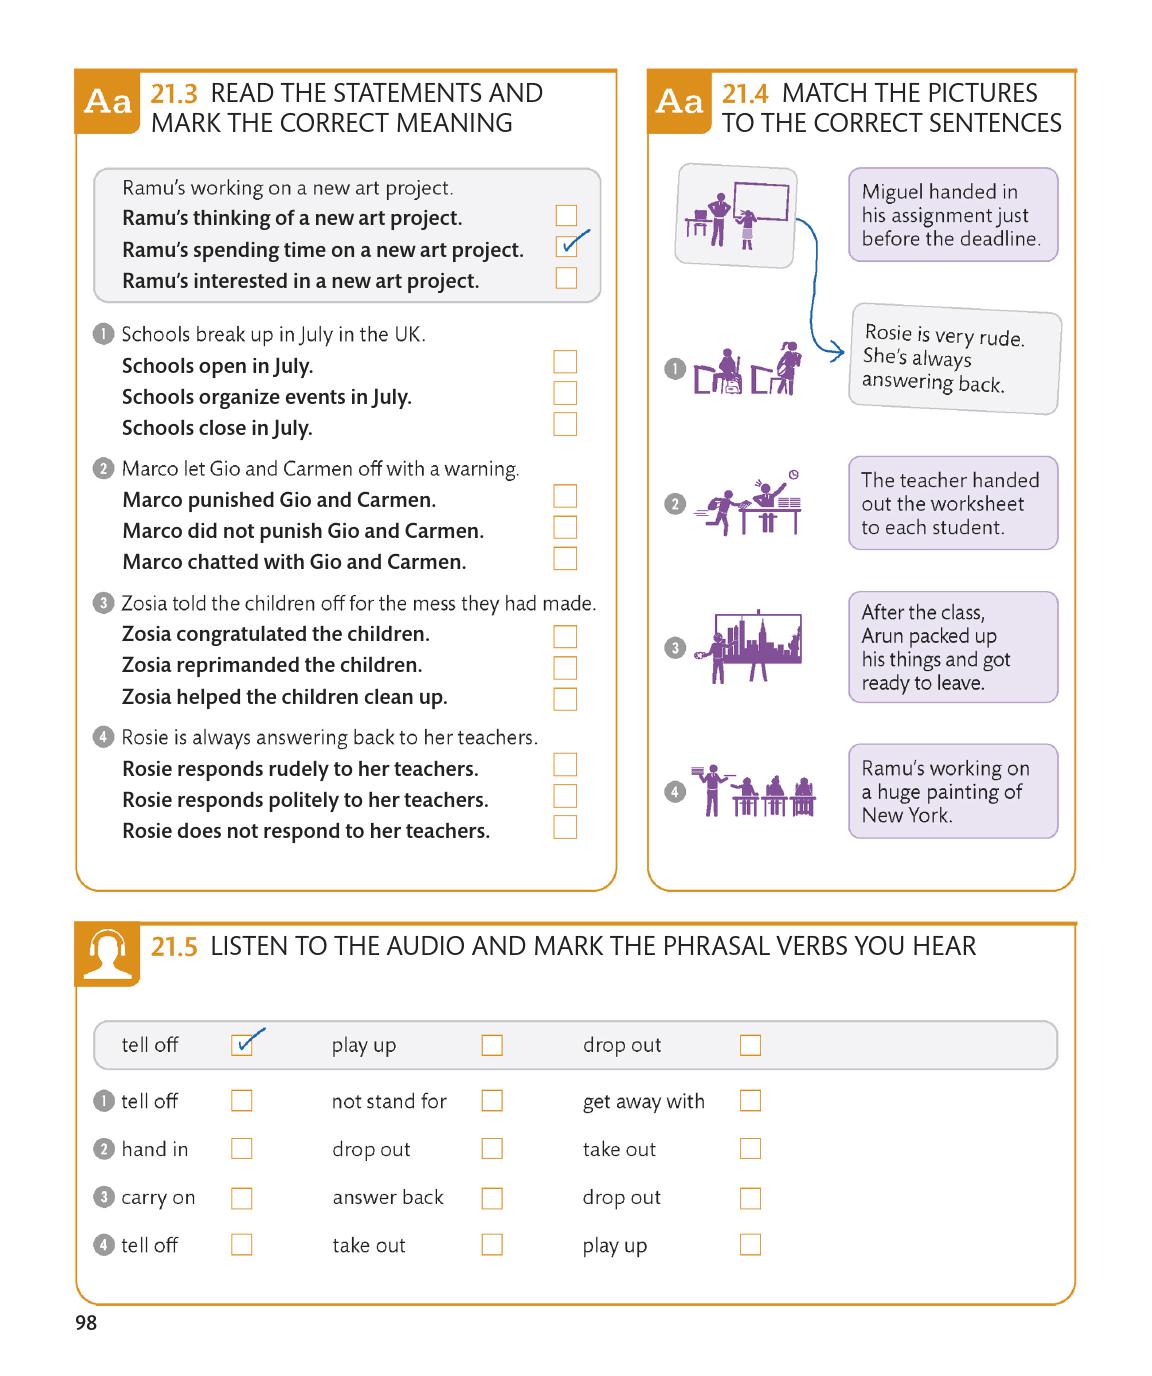 Aa 21.3 READ THE STATEMENTS AND
MARK THE CORRECT MEANING
Ramu's working on a new art project.
Ramu's thinking of a new art project.
Ramu's spending time on a new art project.
Ramu's interested in a new art project.
1 Schools break up in July in the UK.
Schools open in July.
Schools organize events in July.
Schools close in July.
2 Marco let Gio and Carmen off with a warning.
Marco punished Gio and Carmen.
Marco did not punish Gio and Carmen.
Marco chatted with Gio and Carmen.
3 Zosia told the children off for the mess they had made.
Zosia congratulated the children.
Zosia reprimanded the children.
Zosia helped the children clean up.
4 Rosie is always answering back to her teachers.
Rosie responds rudely to her teachers.
Rosie responds politely to her teachers.
Rosie does not respond to her teachers.
Aa 21.4 MATCH THE PICTURES
TO THE CORRECT SENTENCES
Miguel handed in
his assignment just
before the deadline.
1
Rosie is very rude.
She's always
answering back.
2
The teacher handed
out the worksheet
to each student.
3
After the class,
Arun packed up
his things and got
ready to leave.
4
Ramu's working on
a huge painting of
New York.
21.5 LISTEN TO THE AUDIO AND MARK THE PHRASAL VERBS YOU HEAR
tell off play up drop out
1 tell off not stand for get away with
2 hand in drop out take out
3 carry on answer back drop out
4 tell off take out play up
98